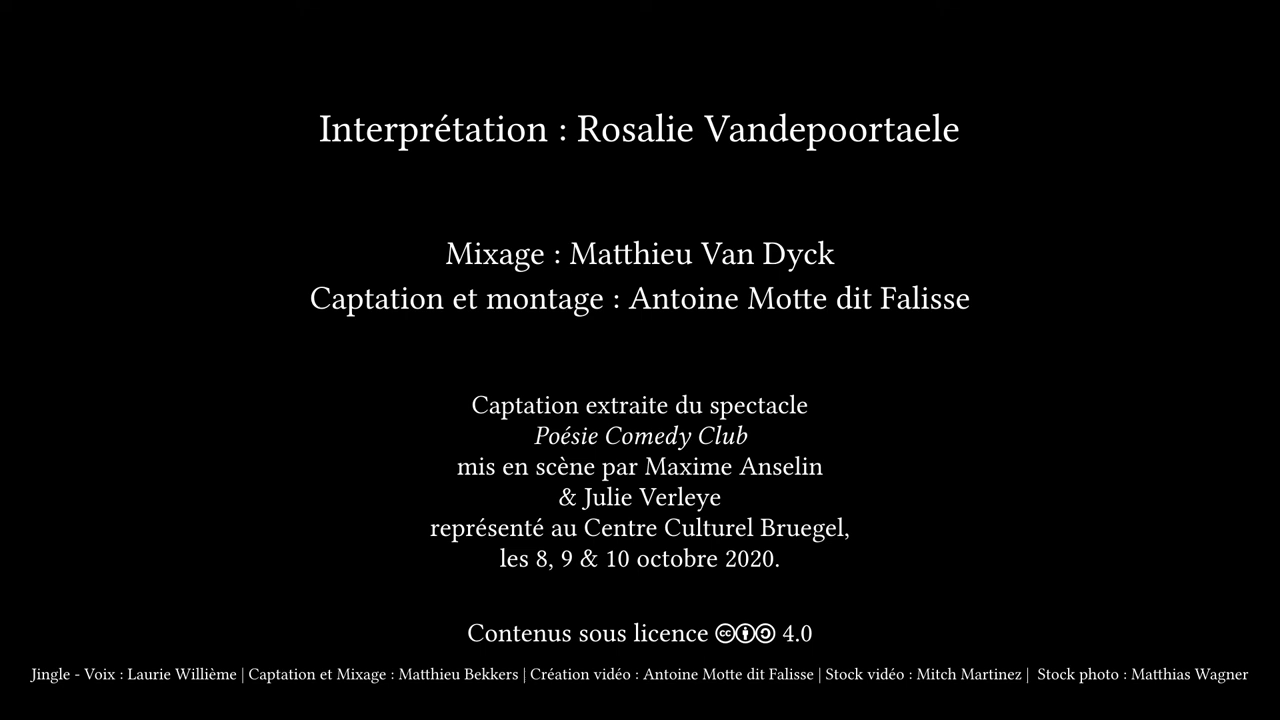 Interprétation : Rosalie Vandepoortaele
Mixage : Matthieu Van Dyck
Captation et montage : Antoine Motte dit Falisse
Captation extraite du spectacle
Poésie Comedy Club
mis en scène par Maxime Anselin
& Julie Verleye
représenté au Centre Culturel Bruegel,
les 8, 9 & 10 octobre 2020.
Contenus sous licence 🅭🅯🄎 4.0
Jingle - Voix : Laurie Willième | Captation et Mixage : Matthieu Bekkers | Création vidéo : Antoine Motte dit Falisse | Stock vidéo : Mitch Martinez | Stock photo : Matthias Wagner